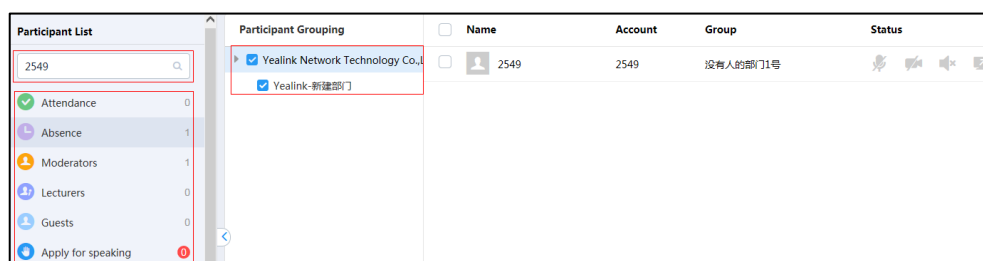 Participant List
2549
Attendance 0
Absence 1
Moderators 1
Lecturers 0
Guests 0
Apply for speaking 0
Participant Grouping
Yealink Network Technology Co.,L
Yealink-新建部门
Name Account Group Status
2549 2549 没有人的部门1号